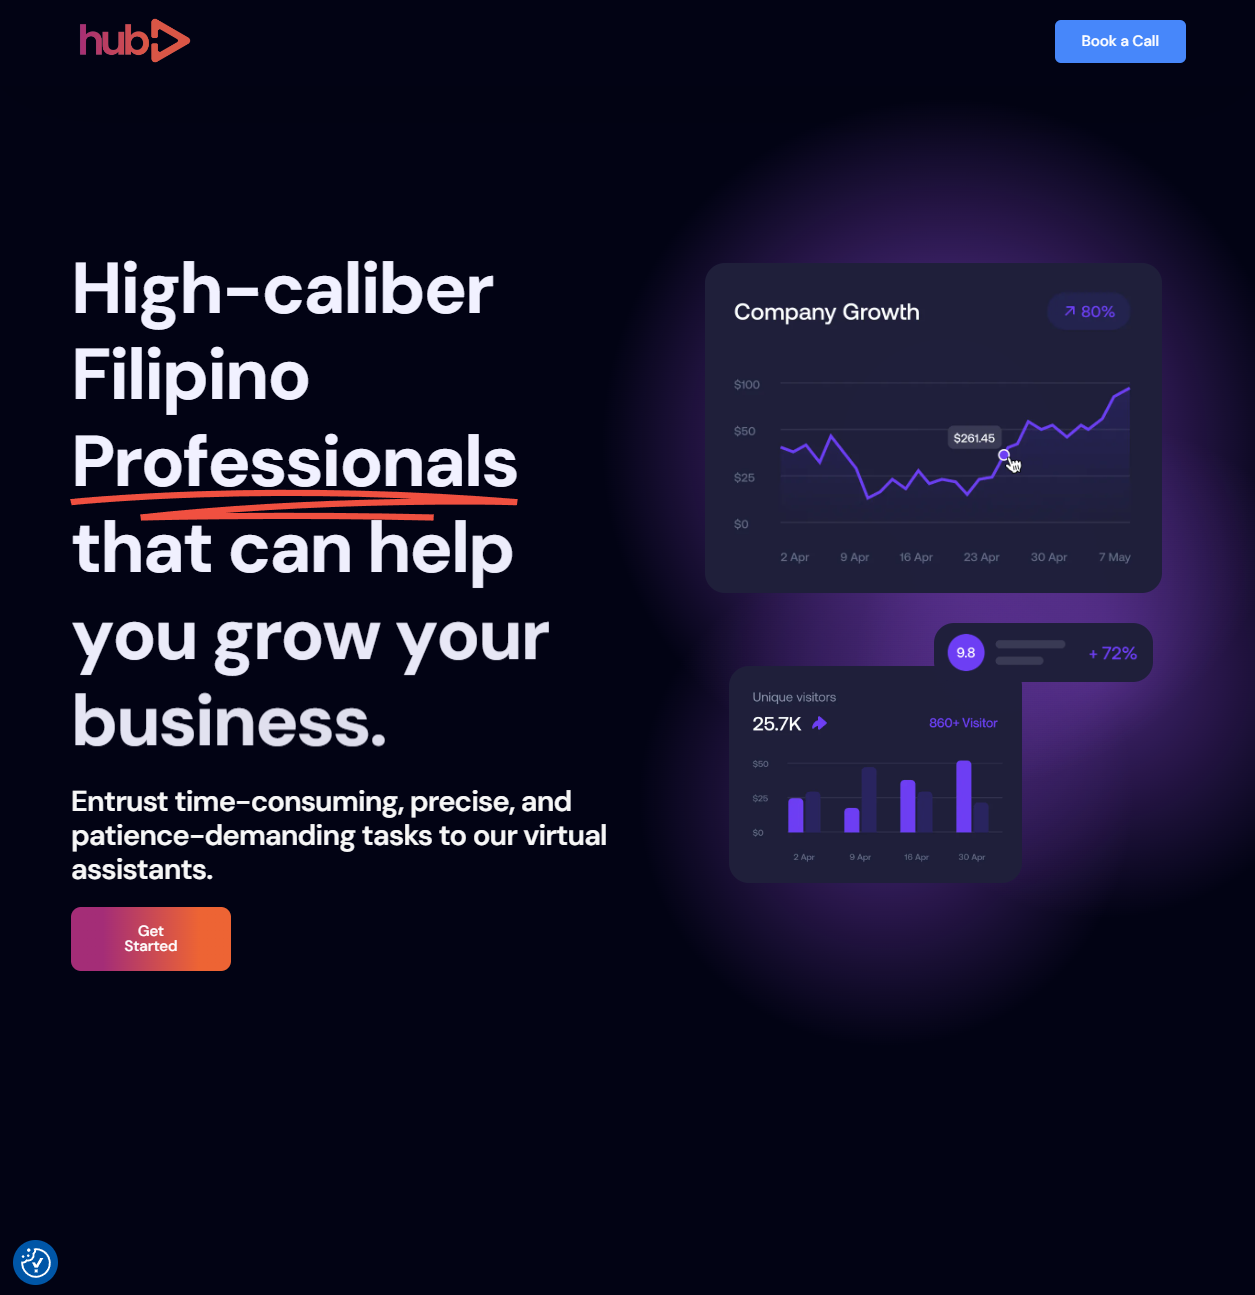 hub
Book a Call
High-caliber
Filipino
Professionals
that can help
you grow your
business.
Entrust time-consuming, precise, and
patience-demanding tasks to our virtual
assistants.
Get
Started
Company Growth
80%
$100
$50
$25
$0
$261.45
2 Apr 9 Apr 16 Apr 23 Apr 30 Apr 7 May
9.8
+ 72%
Unique visitors
25.7K
860+ Visitor
$50
$25
$0
2 Apr 9 Apr 16 Apr 30 Apr